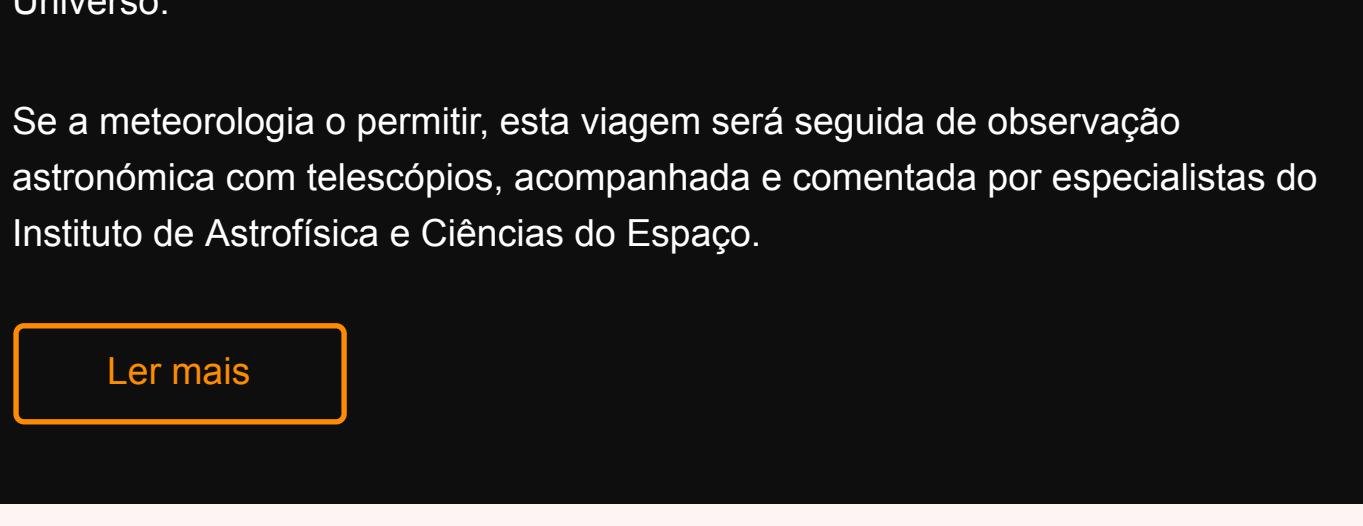 Universo.
Se a meteorologia o permitir, esta viagem será seguida de observação
astronómica com telescópios, acompanhada e comentada por especialistas do
Instituto de Astrofísica e Ciências do Espaço.
Ler mais